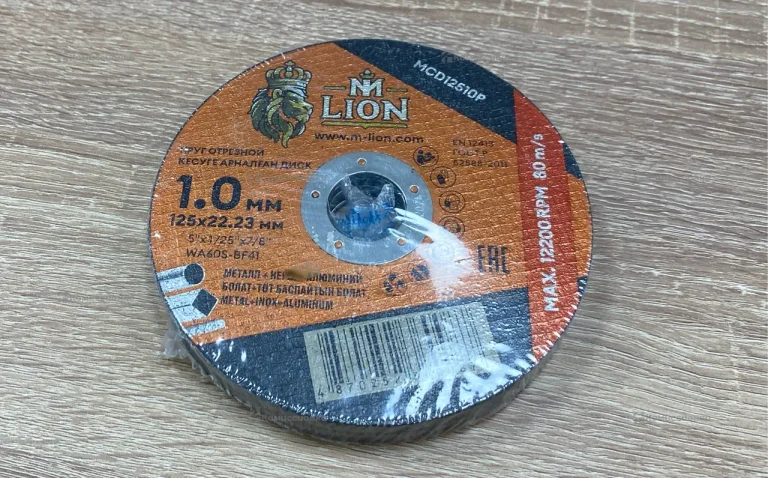 M
LION
www.m-lion.com
MCD12510P
EN 12413
ГОСТ Р
КРУГ ОТРЕЗНОЙ
КЕСУГЕ АРНАЛҒАН ДИСК
1.0 мм
125x22.23 мм
5"x1/25"x7/8"
WA60S-BF41
МЕТАЛЛ + АЛЮМИНИЙ
БОЛАТ+ТОТ БАСПАЙТЫН БОЛАТ
METAL+INOX+ALUMINUM
EAC
MAX. 12200 RPM 80 m/s